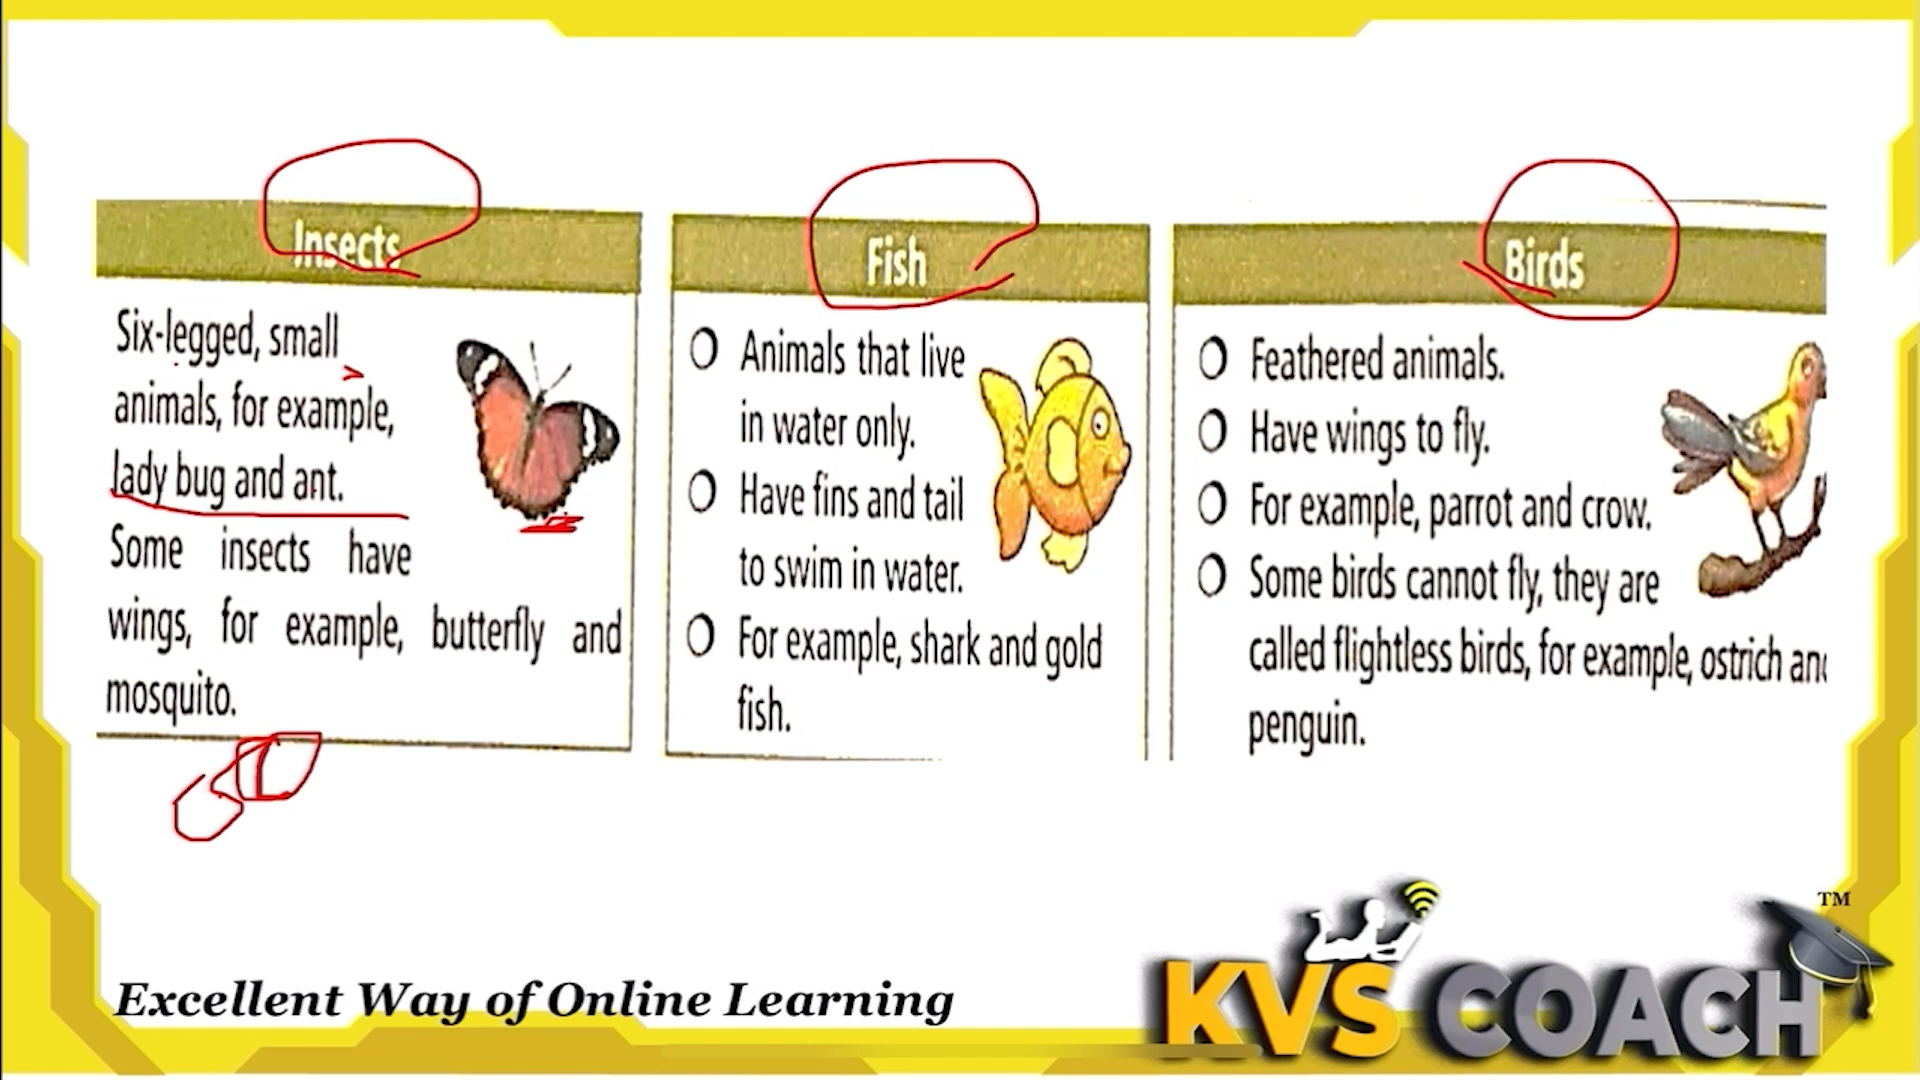 Insects
Six-legged, small
animals, for example,
lady bug and ant.
Some insects have
wings, for example, butterfly and
mosquito.
Fish
Animals that live
in water only.
Have fins and tail
to swim in water.
For example, shark and gold
fish.
Birds
Feathered animals.
Have wings to fly.
For example, parrot and crow.
Some birds cannot fly, they are
called flightless birds, for example, ostrich and
penguin.
Excellent Way of Online Learning
KVS COACH
TM